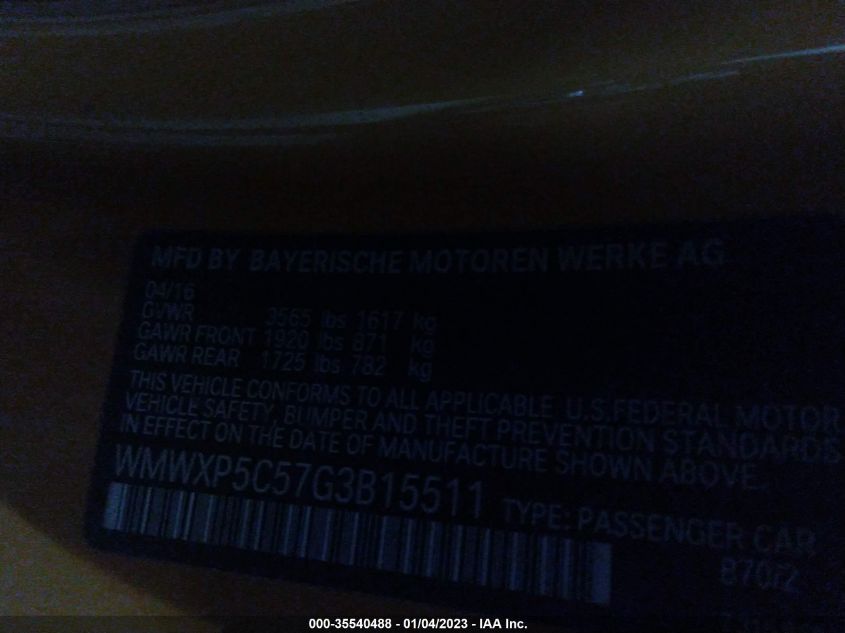 MFD BY BAYERISCHE MOTOREN WERKE AG
04/16
GVWR 3565 lbs 1617 kg
GAWR FRONT 1920 lbs 871 kg
GAWR REAR 1725 lbs 782 kg
THIS VEHICLE CONFORMS TO ALL APPLICABLE U.S.FEDERAL MOTOR
VEHICLE SAFETY, BUMPER AND THEFT PREVENTION STANDARDS
IN EFFECT ON THE DATE OF MANUFACTURE SHOWN ABOVE.
WMWXP5C57G3B15511
TYPE: PASSENGER CAR
000-35540488 - 01/04/2023 - IAA Inc.